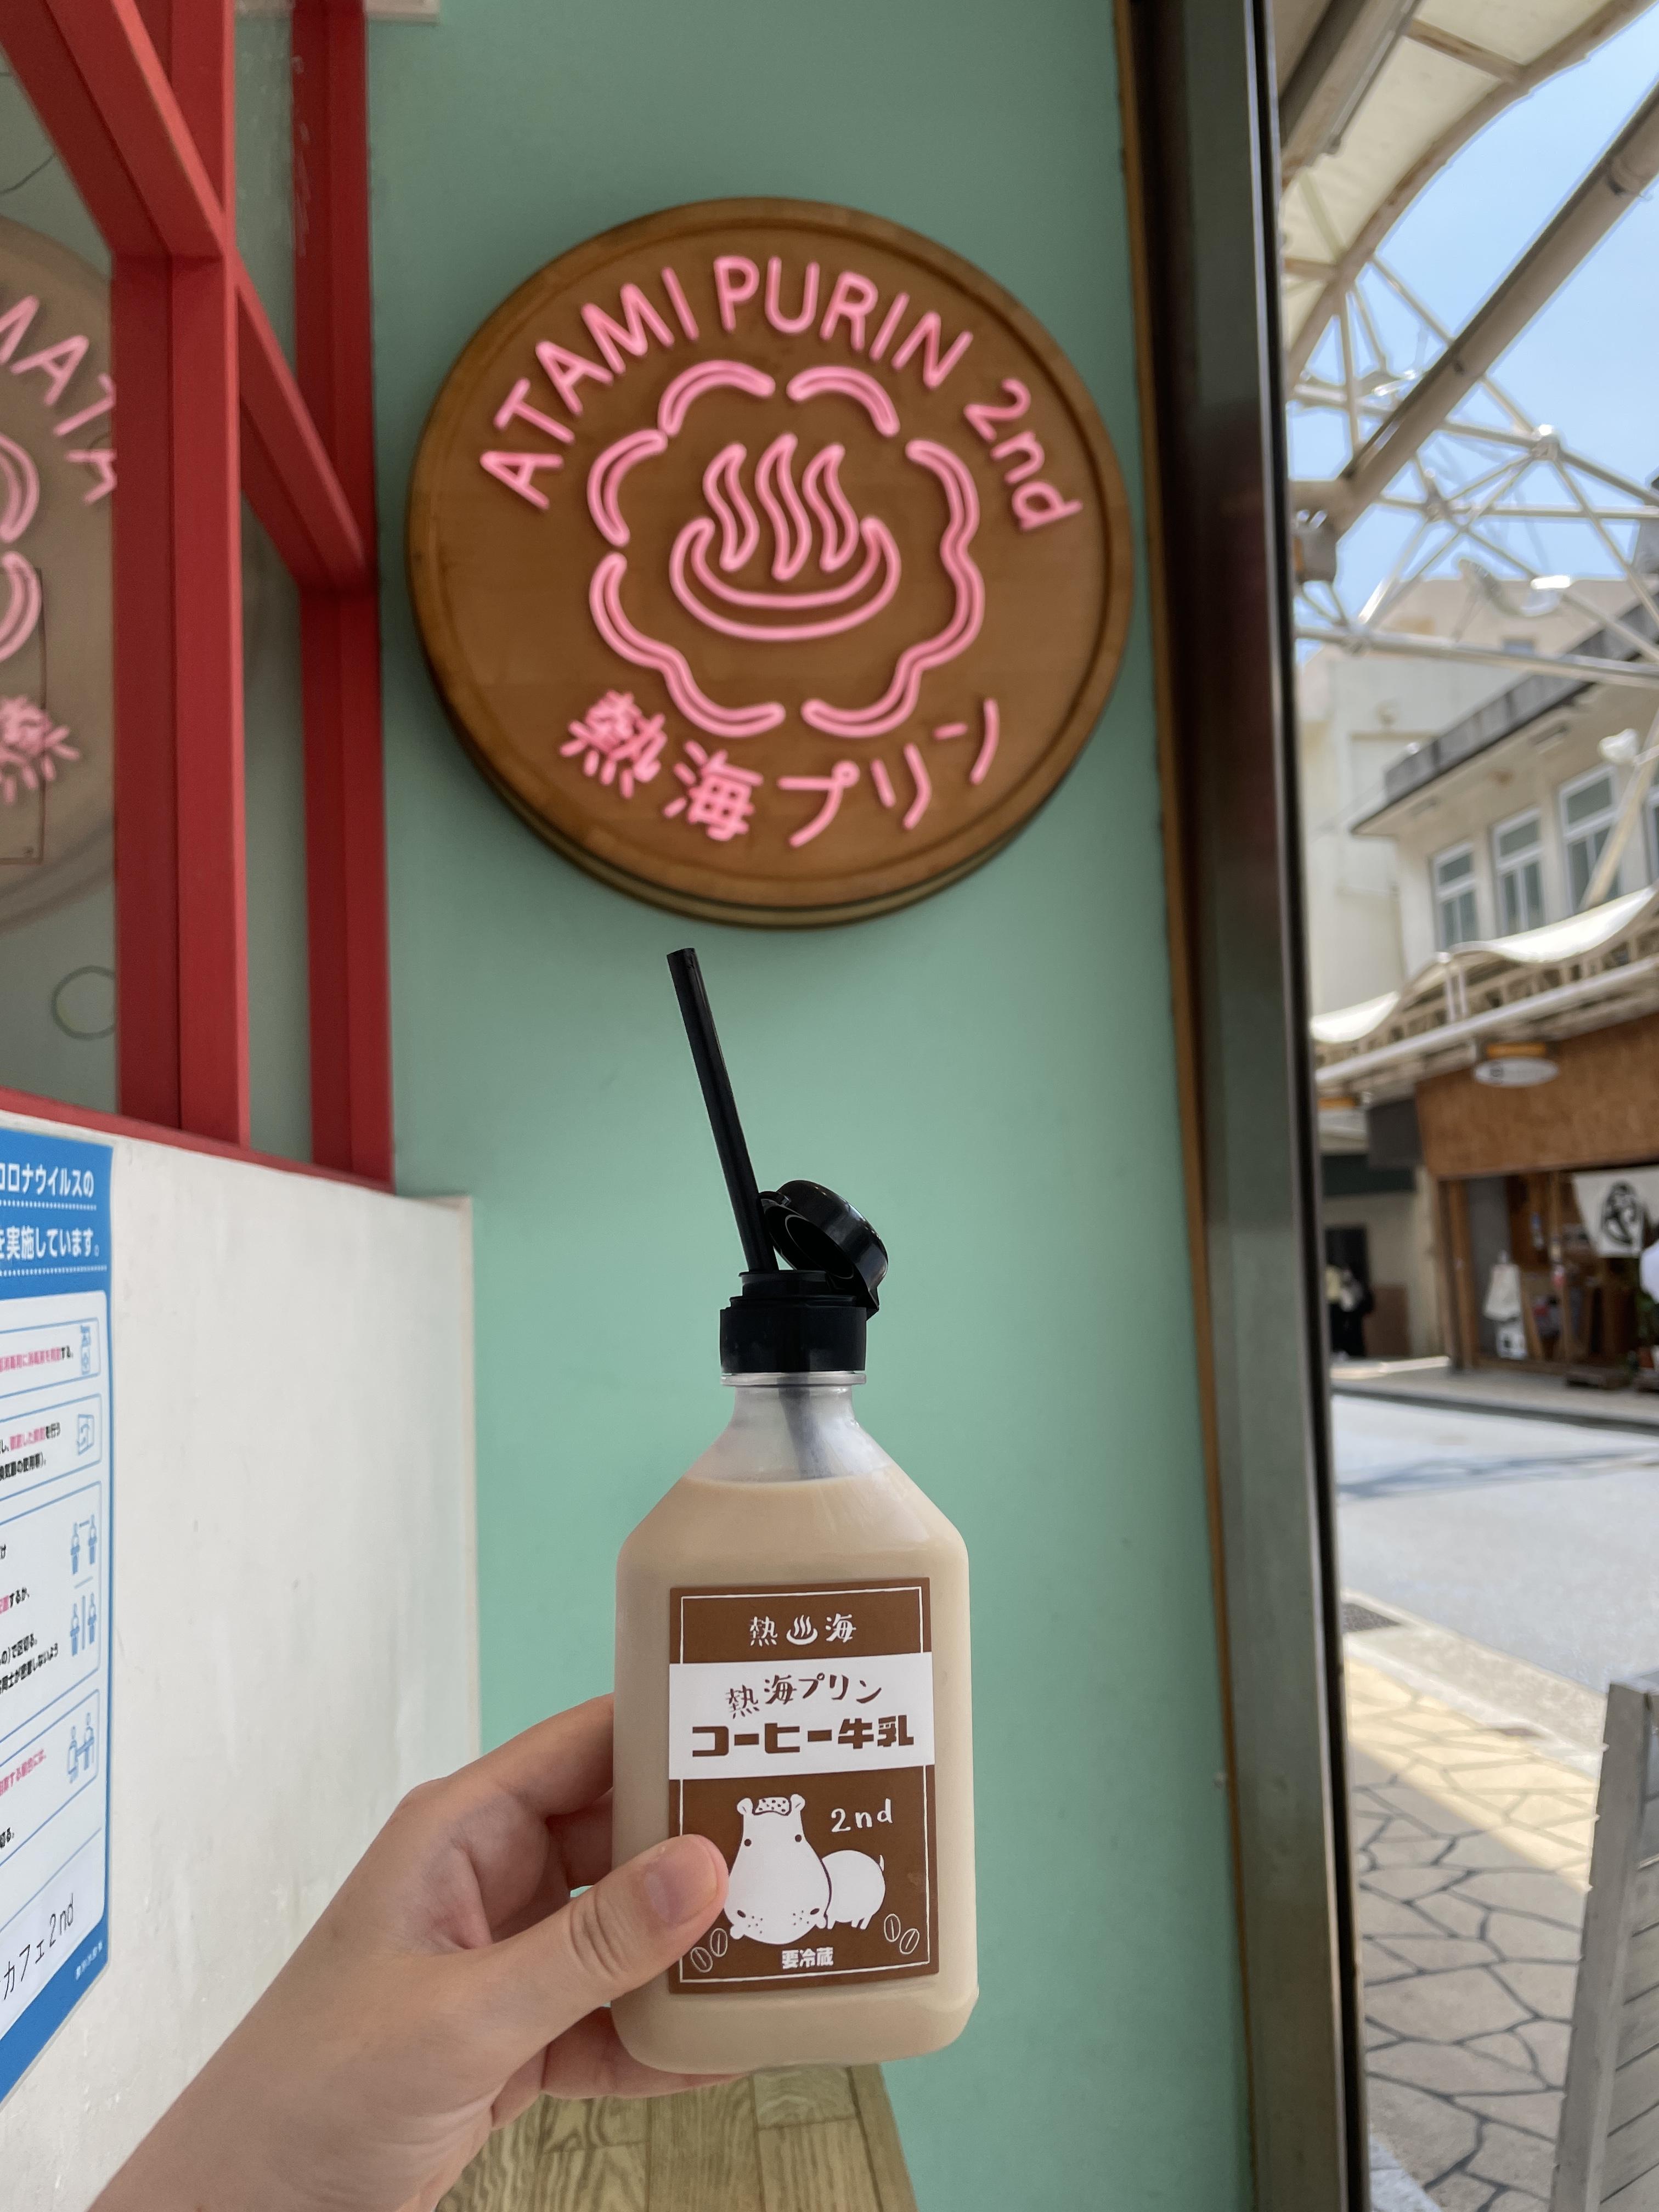 ATAMI PURIN 2nd
熱海プリン
コロナウイルスの
を実施しています。
カフェ2nd
熱海
熱海プリン
コーヒー牛乳
2nd
要冷蔵